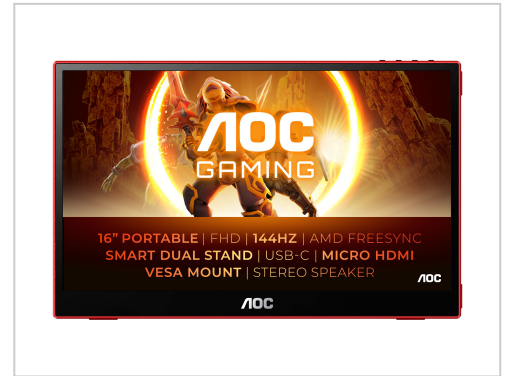 AOC
GAMING
16” PORTABLE | FHD | 144HZ | AMD FREESYNC
SMART DUAL STAND | USB-C | MICRO HDMI
VESA MOUNT | STEREO SPEAKER
AOC
AOC